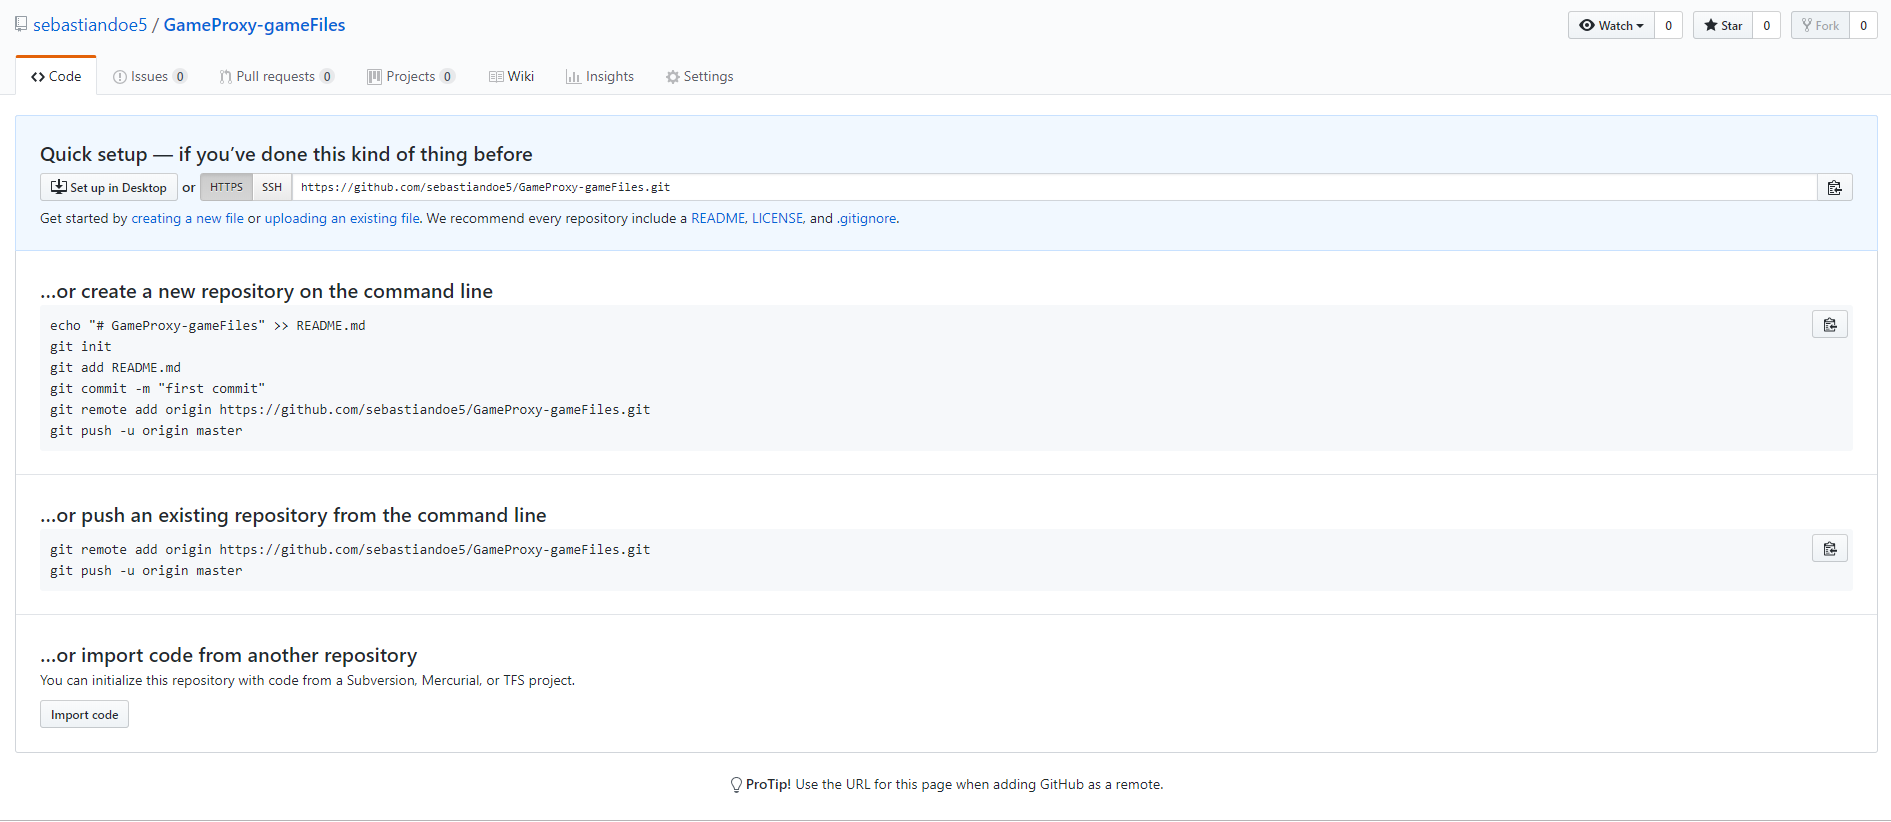 sebastiandoe5 / GameProxy-gameFiles
Watch 0 Star 0 Fork 0
Code Issues 0 Pull requests 0 Projects 0 Wiki Insights Settings
Quick setup — if you’ve done this kind of thing before
Set up in Desktop or HTTPS SSH https://github.com/sebastiandoe5/GameProxy-gameFiles.git
Get started by creating a new file or uploading an existing file. We recommend every repository include a README, LICENSE, and .gitignore.
…or create a new repository on the command line
echo "# GameProxy-gameFiles" >> README.md
git init
git add README.md
git commit -m "first commit"
git remote add origin https://github.com/sebastiandoe5/GameProxy-gameFiles.git
git push -u origin master
…or push an existing repository from the command line
git remote add origin https://github.com/sebastiandoe5/GameProxy-gameFiles.git
git push -u origin master
…or import code from another repository
You can initialize this repository with code from a Subversion, Mercurial, or TFS project.
Import code
ProTip! Use the URL for this page when adding GitHub as a remote.